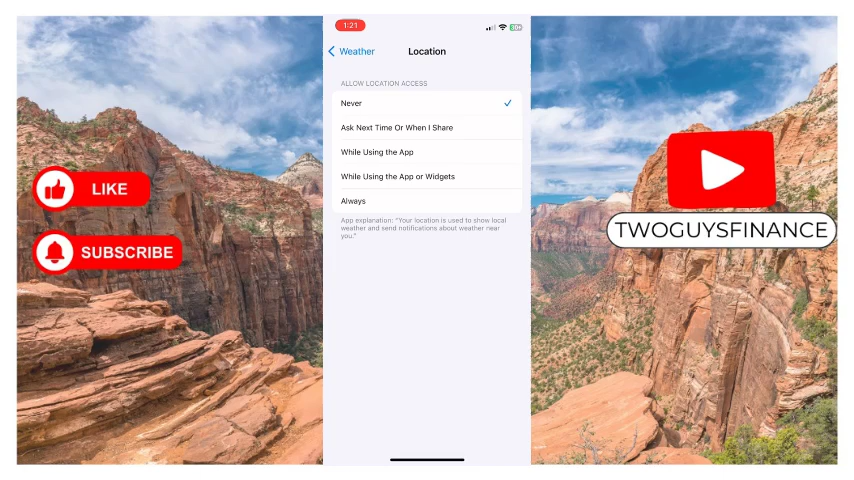 1:21
Weather
Location
ALLOW LOCATION ACCESS
Never
Ask Next Time Or When I Share
While Using the App
While Using the App or Widgets
Always
App explanation: “Your location is used to show local
weather and send notifications about weather near
you.”
LIKE
SUBSCRIBE
TWOGUYSFINANCE